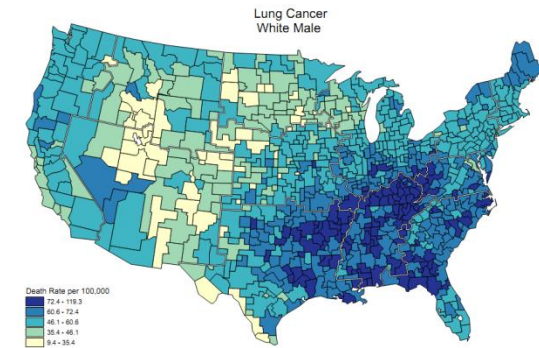 Lung Cancer
White Male
Death Rate per 100,000
72.4 - 119.3
60.6 - 72.4
46.1 - 60.6
35.4 - 46.1
9.4 - 35.4